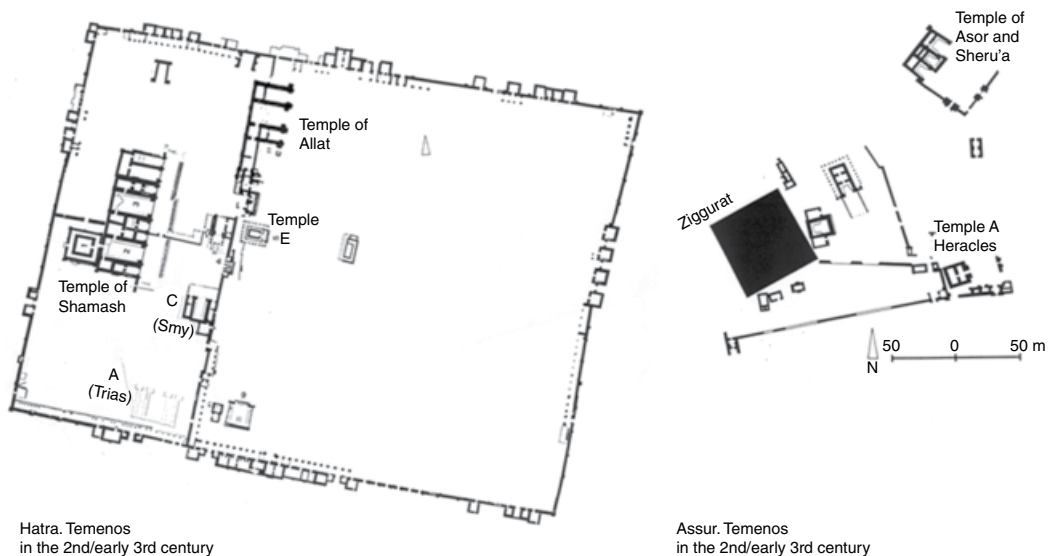 Temple of
Allat
Temple
E
Temple of
Shamash
C
(Smy)
A
(Trias)
Hatra. Temenos
in the 2nd/early 3rd century
Temple of
Asor and
Sheru'a
Ziggurat
Temple A
Heracles
50 0 50 m
N
Assur. Temenos
in the 2nd/early 3rd century